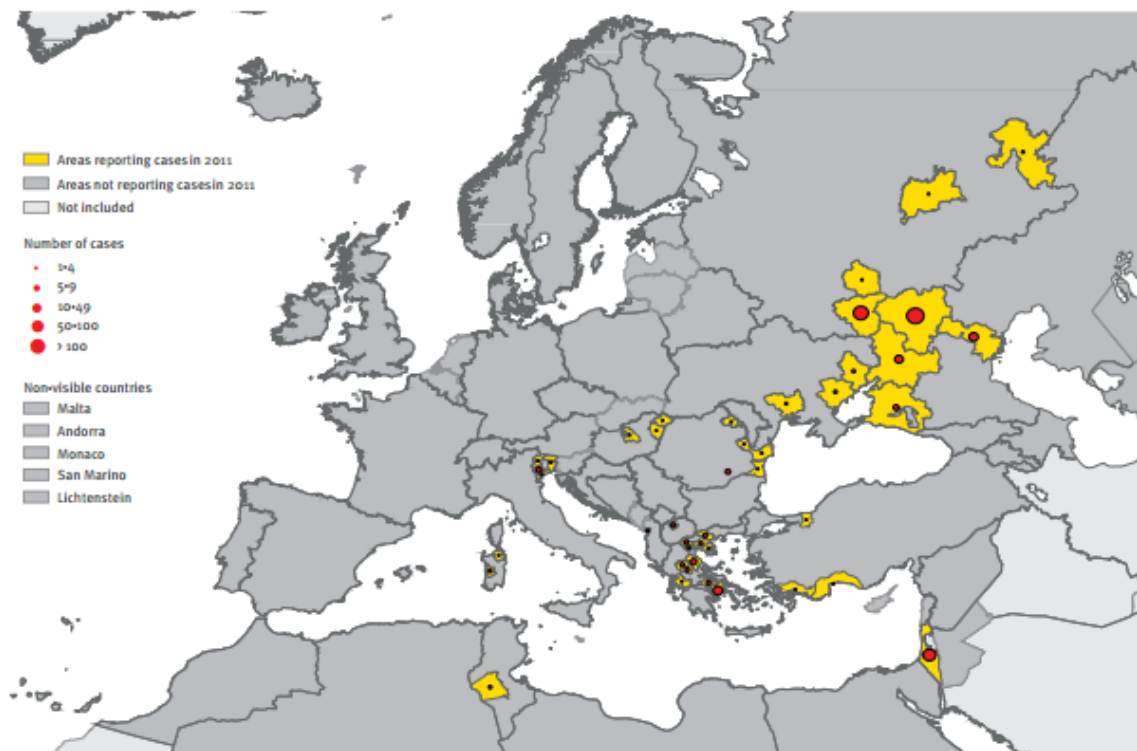 Areas reporting cases in 2011
Areas not reporting cases in 2011
Not included
Number of cases
1-4
5-9
10-49
50-100
> 100
Non-visible countries
Malta
Andorra
Monaco
San Marino
Lichtenstein